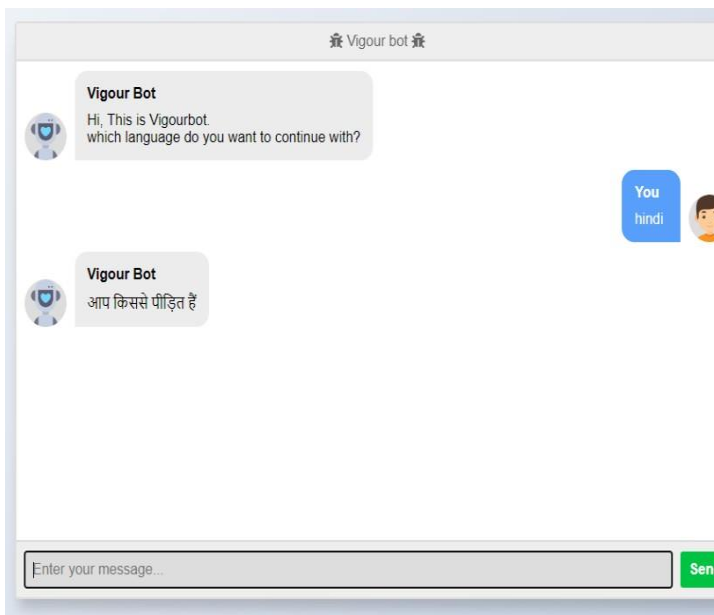 Vigour bot
Vigour Bot
Hi, This is Vigourbot.
which language do you want to continue with?
You
hindi
Vigour Bot
आप किससे पीड़ित हैं
Enter your message...
Sen